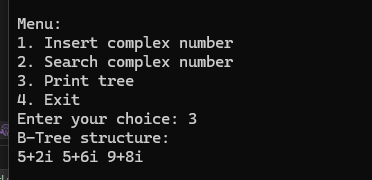 Menu:
1. Insert complex number
2. Search complex number
3. Print tree
4. Exit
Enter your choice: 3
B-Tree structure:
5+2i 5+6i 9+8i